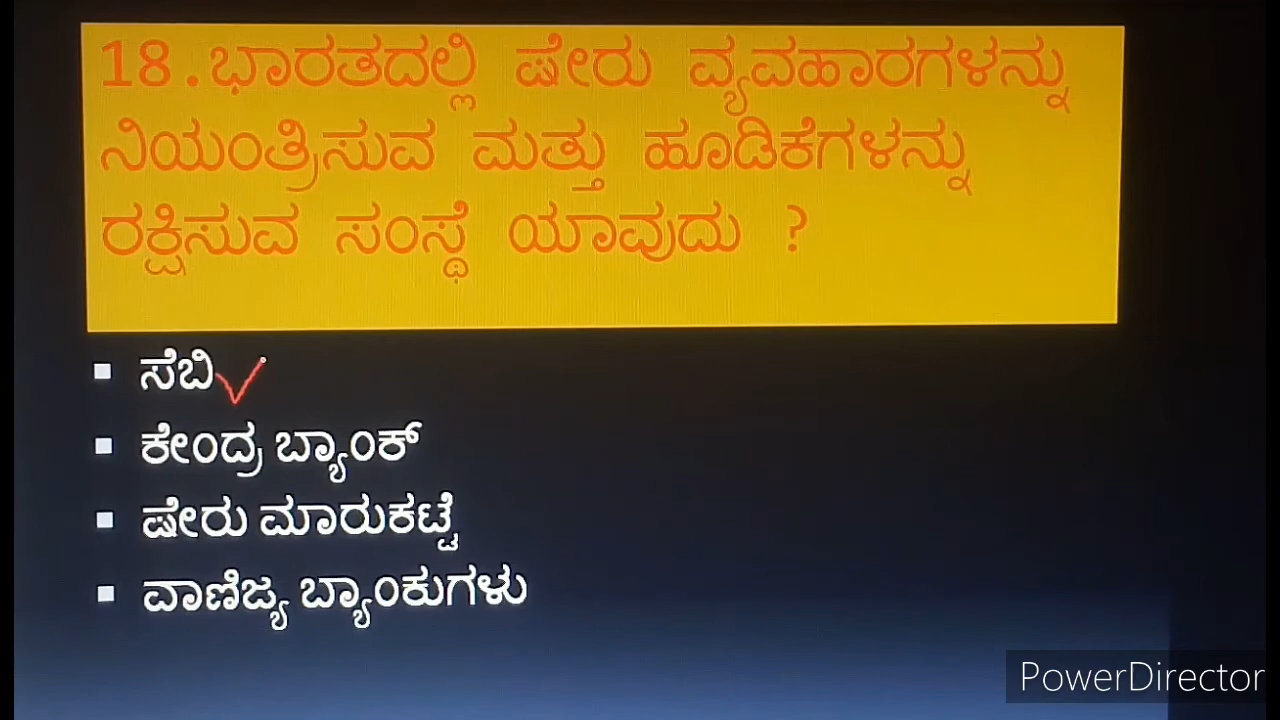 18.ಭಾರತದಲ್ಲಿ ಷೇರು ವ್ಯವಹಾರಗಳನ್ನು
ನಿಯಂತ್ರಿಸುವ ಮತ್ತು ಹೂಡಿಕೆಗಳನ್ನು
ರಕ್ಷಿಸುವ ಸಂಸ್ಥೆ ಯಾವುದು ?
ಸೆಬಿ
ಕೇಂದ್ರ ಬ್ಯಾಂಕ್
ಷೇರು ಮಾರುಕಟ್ಟೆ
ವಾಣಿಜ್ಯ ಬ್ಯಾಂಕುಗಳು
PowerDirector